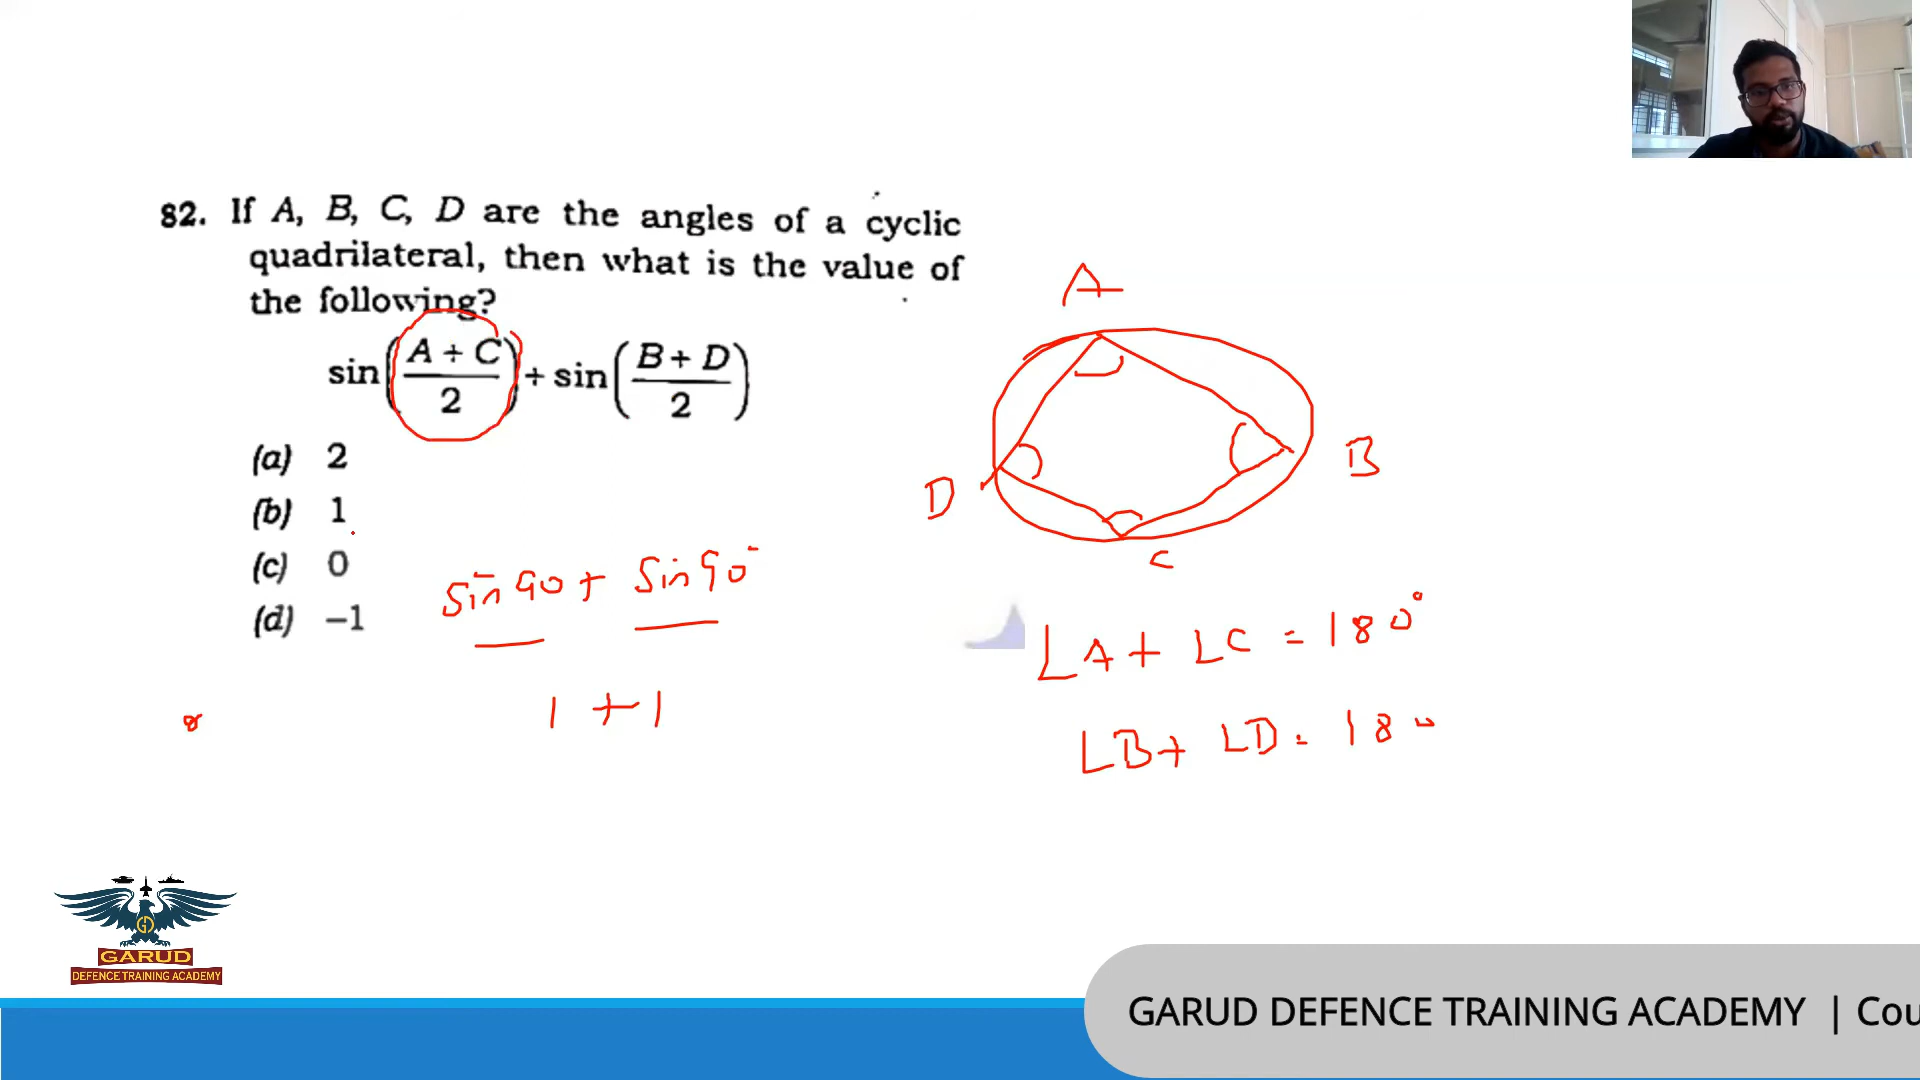 82. If A, B, C, D are the angles of a cyclic
quadrilateral, then what is the value of
the following?
sin((A + C)/2) + sin((B + D)/2)
(a) 2
(b) 1
(c) 0
(d) −1
sin 90 + sin 90°
1 + 1
A
B
D
C
∠A + ∠C = 180°
∠B + ∠D = 180
GARUD
DEFENCE TRAINING ACADEMY
GARUD DEFENCE TRAINING ACADEMY | Cou